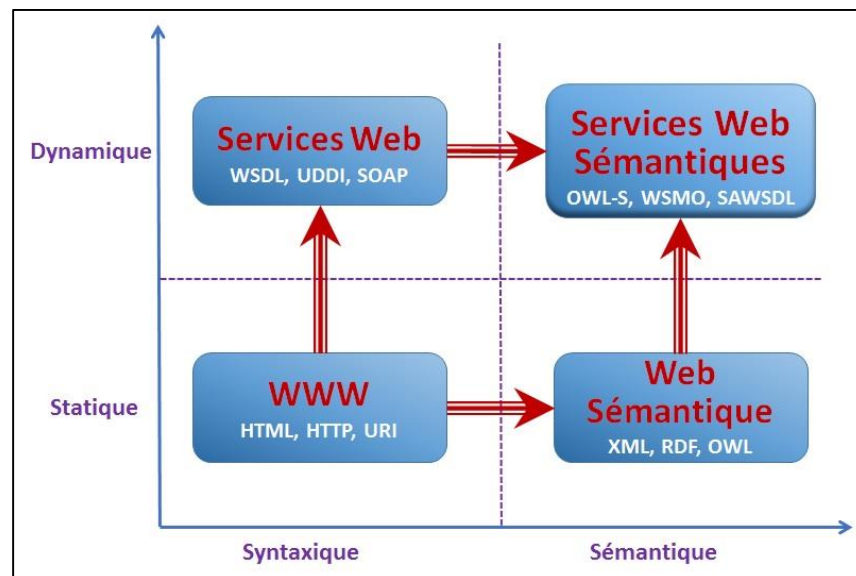 Dynamique
Services Web
WSDL, UDDI, SOAP
Services Web
Sémantiques
OWL-S, WSMO, SAWSDL
Statique
WWW
HTML, HTTP, URI
Web
Sémantique
XML, RDF, OWL
Syntaxique
Sémantique